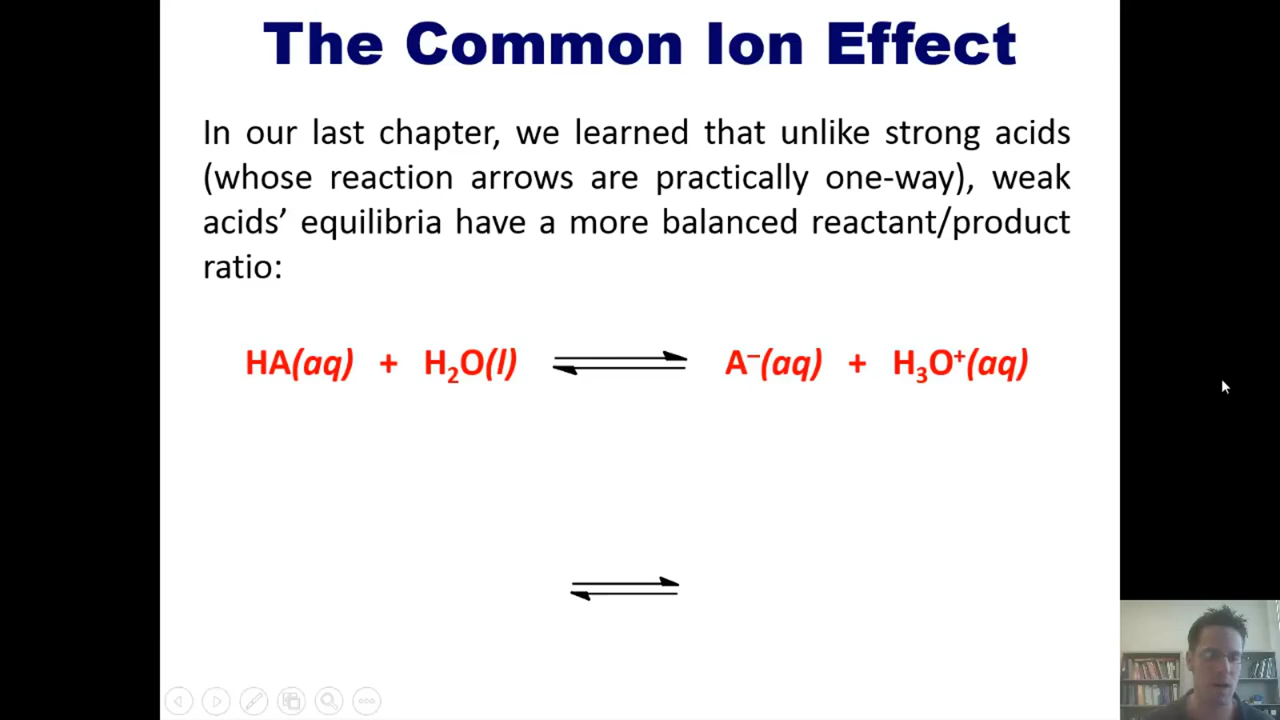 The Common Ion Effect
In our last chapter, we learned that unlike strong acids
(whose reaction arrows are practically one-way), weak
acids’ equilibria have a more balanced reactant/product
ratio:
HA(aq) + H₂O(l) ⇌ A⁻(aq) + H₃O⁺(aq)
⇌